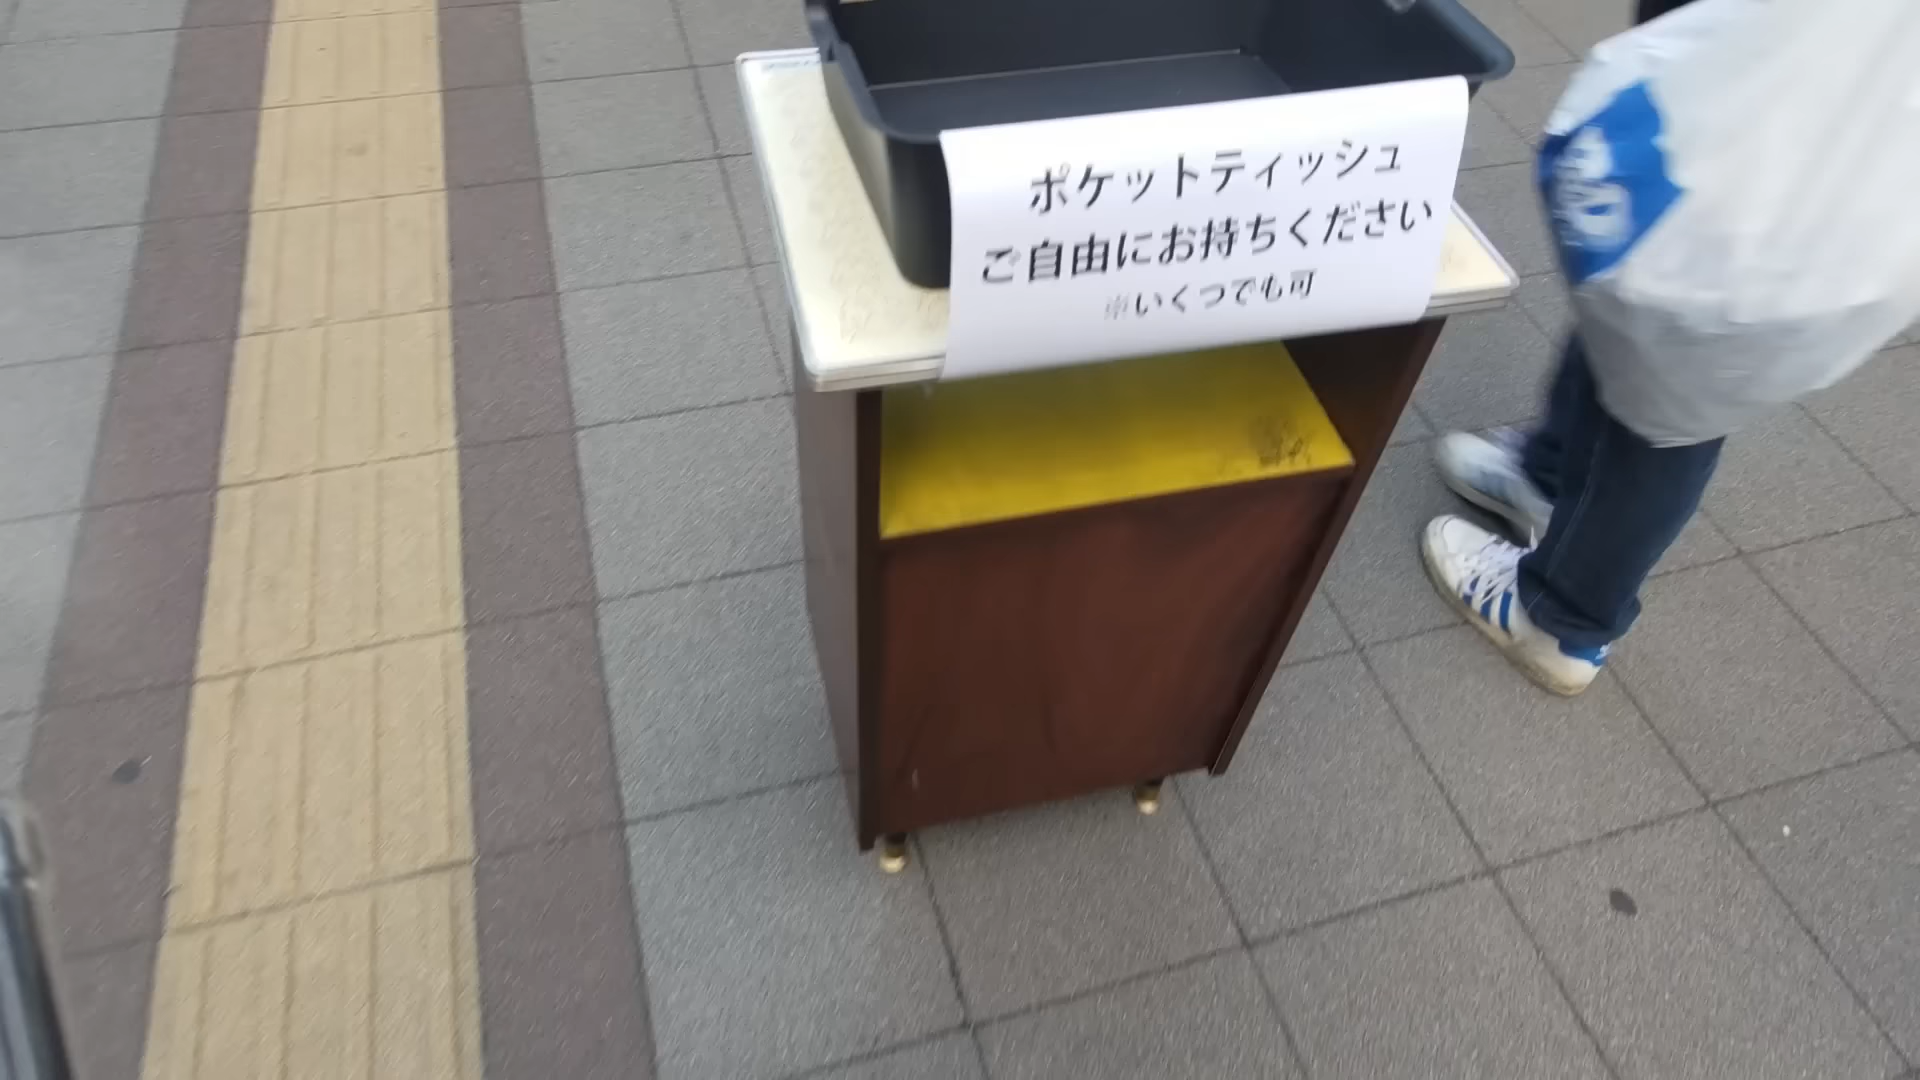 ポケットティッシュ
ご自由にお持ちください
※いくつでも可